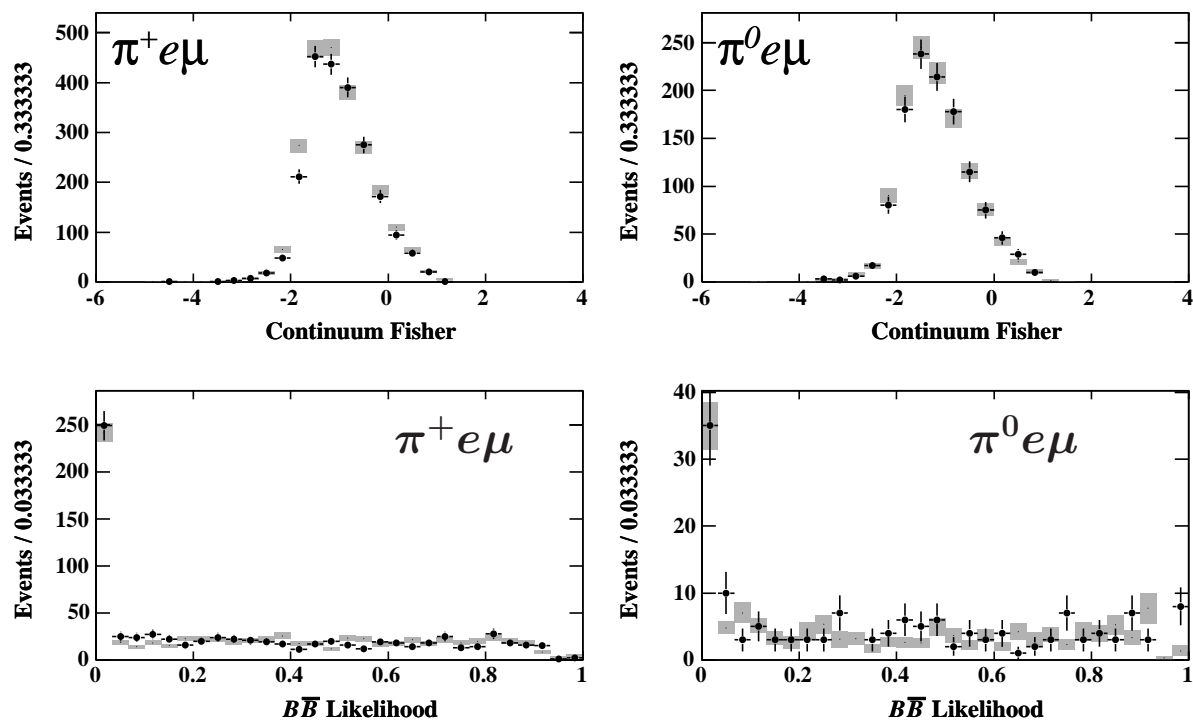 π⁺eμ
Events / 0.333333
500
400
300
200
100
0
-6 -4 -2 0 2 4
Continuum Fisher
π⁰eμ
Events / 0.333333
250
200
150
100
50
0
-6 -4 -2 0 2 4
Continuum Fisher
π⁺eμ
Events / 0.033333
250
200
150
100
50
0
0 0.2 0.4 0.6 0.8 1
BB̅ Likelihood
π⁰eμ
Events / 0.033333
40
30
20
10
0
0 0.2 0.4 0.6 0.8 1
BB̅ Likelihood